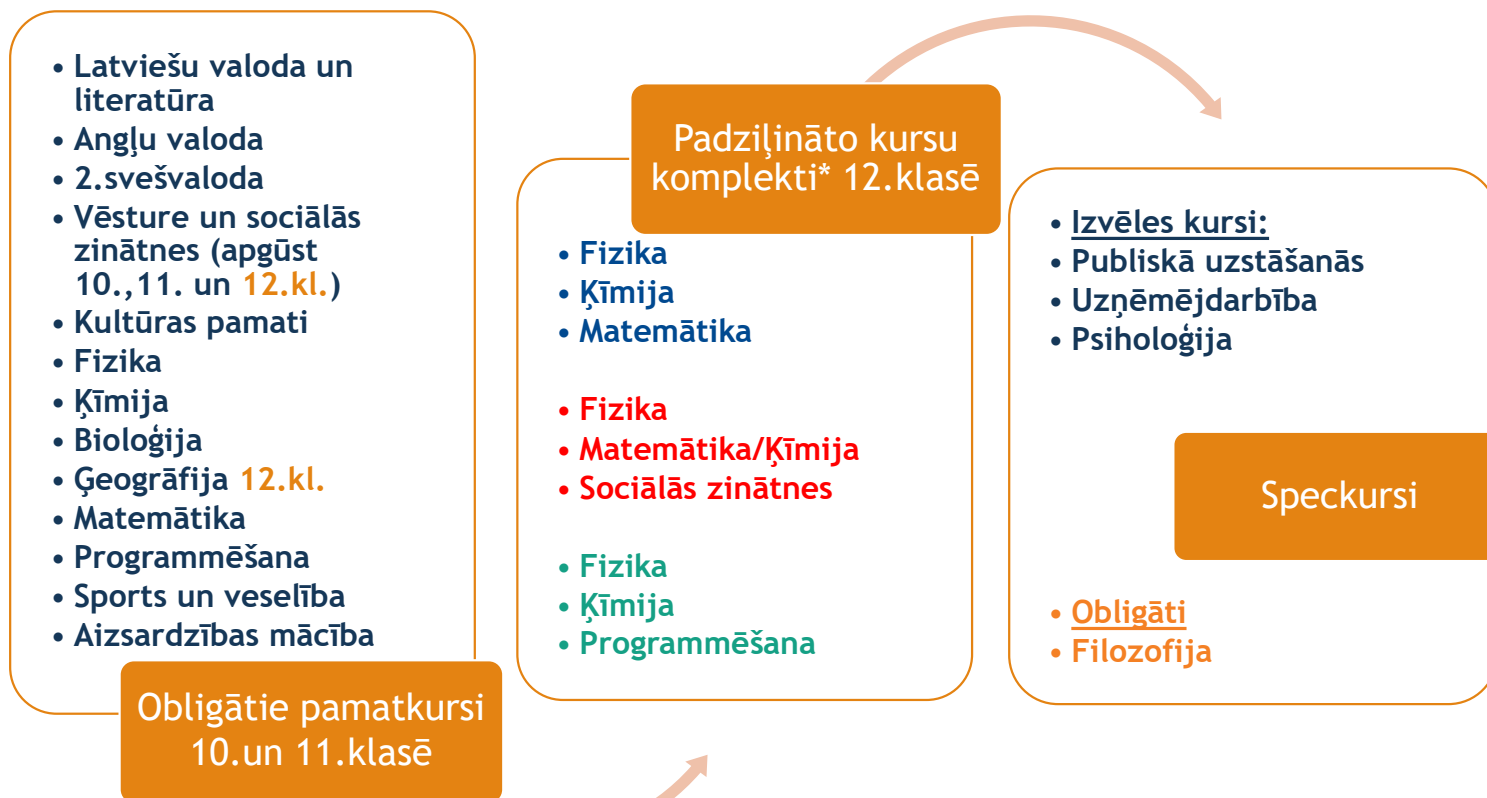 • Latviešu valoda un
literatūra
• Angļu valoda
• 2.svešvaloda
• Vēsture un sociālās
zinātnes (apgūst
10.,11. un 12.kl.)
• Kultūras pamati
• Fizika
• Ķīmija
• Bioloģija
• Ģeogrāfija 12.kl.
• Matemātika
• Programmēšana
• Sports un veselība
• Aizsardzības mācība
Obligātie pamatkursi
10.un 11.klasē
Padziļināto kursu
komplekti* 12.klasē
• Fizika
• Ķīmija
• Matemātika
• Fizika
• Matemātika/Ķīmija
• Sociālās zinātnes
• Fizika
• Ķīmija
• Programmēšana
• Izvēles kursi:
• Publiskā uzstāšanās
• Uzņēmējdarbība
• Psiholoģija
Speckursi
• Obligāti
• Filozofija